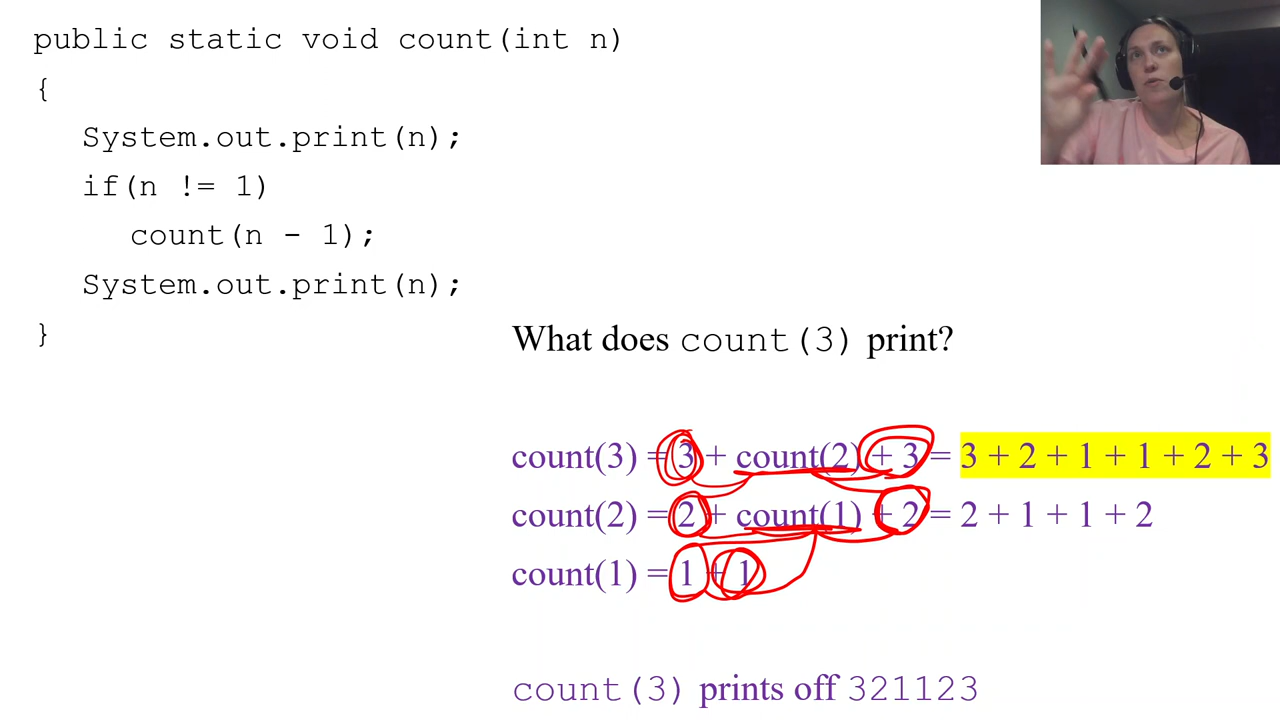 public static void count(int n)
{
System.out.print(n);
if(n != 1)
count(n - 1);
System.out.print(n);
}
What does count(3) print?
count(3) = 3 + count(2) + 3 = 3 + 2 + 1 + 1 + 2 + 3
count(2) = 2 + count(1) + 2 = 2 + 1 + 1 + 2
count(1) = 1 + 1
count(3) prints off 321123